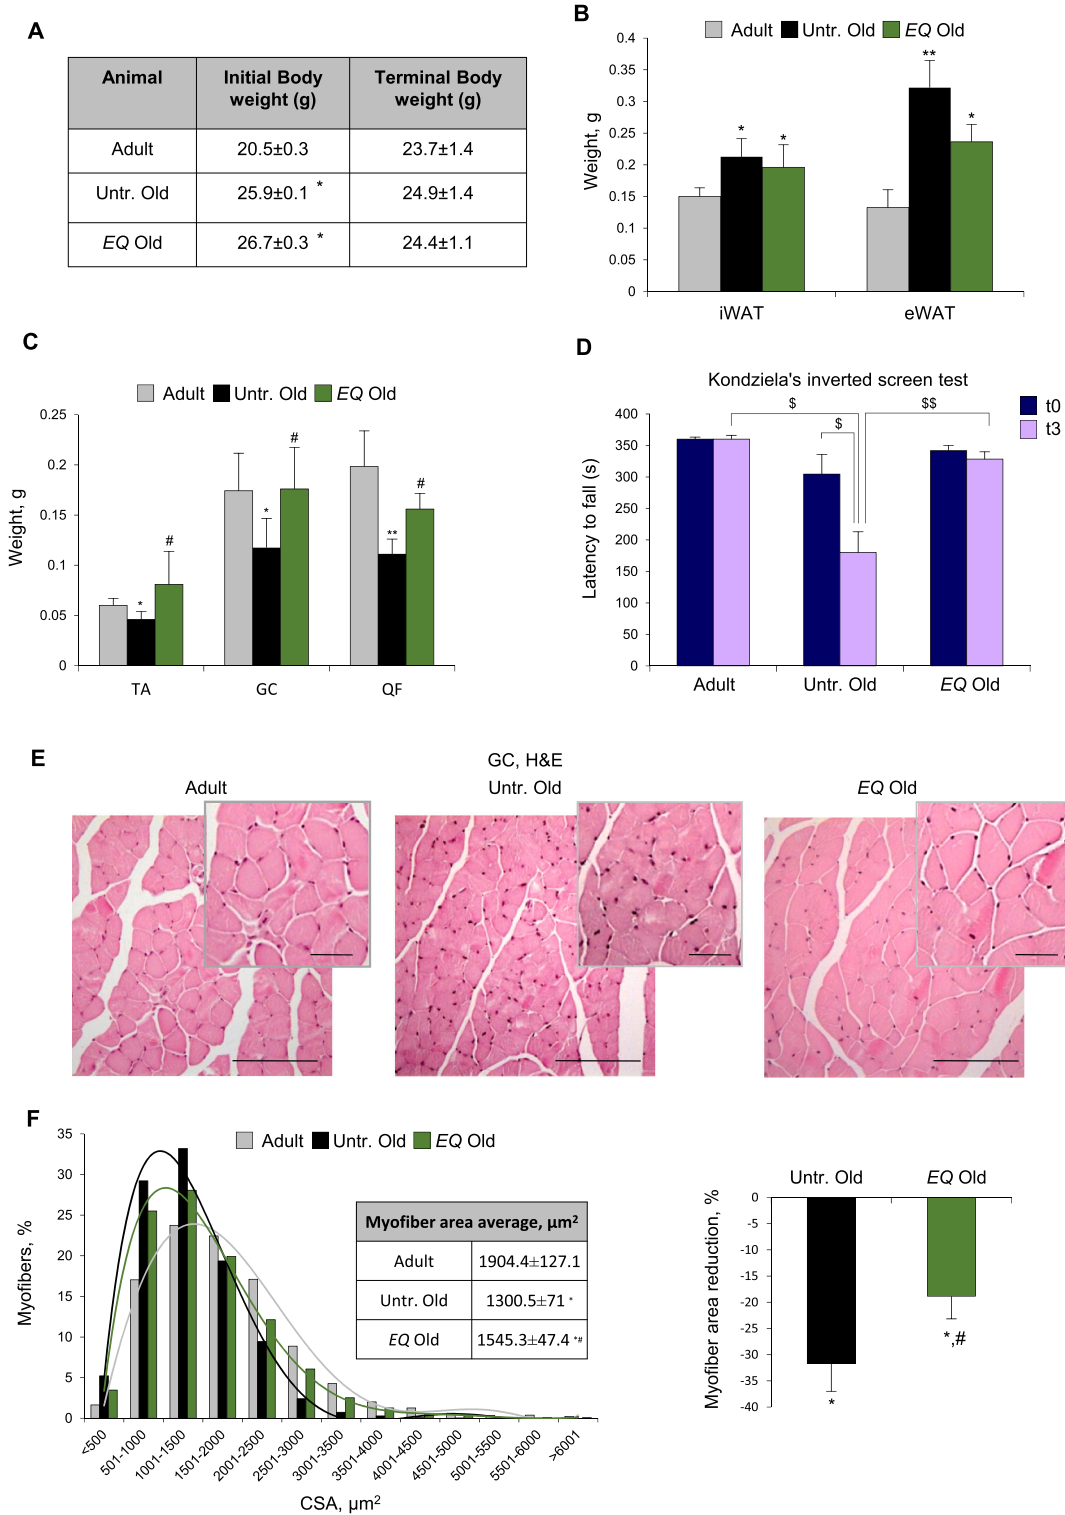 A
Animal Initial Body weight (g) Terminal Body weight (g)
Adult 20.5±0.3 23.7±1.4
Untr. Old 25.9±0.1 * 24.9±1.4
EQ Old 26.7±0.3 * 24.4±1.1
B
Adult Untr. Old EQ Old
Weight, g
0.4
0.35
0.3
0.25
0.2
0.15
0.1
0.05
0
* * ** *
iWAT eWAT
C
Adult Untr. Old EQ Old
Weight, g
0.25
0.2
0.15
0.1
0.05
0
* # * # ** #
TA GC QF
D
Kondziela's inverted screen test
t0
t3
Latency to fall (s)
400
350
300
250
200
150
100
50
0
$ $ $$
Adult Untr. Old EQ Old
E
GC, H&E
Adult Untr. Old EQ Old
F
Adult Untr. Old EQ Old
Myofibers, %
35
30
25
20
15
10
5
0
<500 501-1000 1001-1500 1501-2000 2001-2500 2501-3000 3001-3500 3501-4000 4001-4500 4501-5000 5001-5500 5501-6000 >6001
CSA, µm2
Myofiber area average, µm2
Adult 1904.4±127.1
Untr. Old 1300.5±71 *
EQ Old 1545.3±47.4 *#
Untr. Old EQ Old
Myofiber area reduction, %
0
-5
-10
-15
-20
-25
-30
-35
-40
* *,#